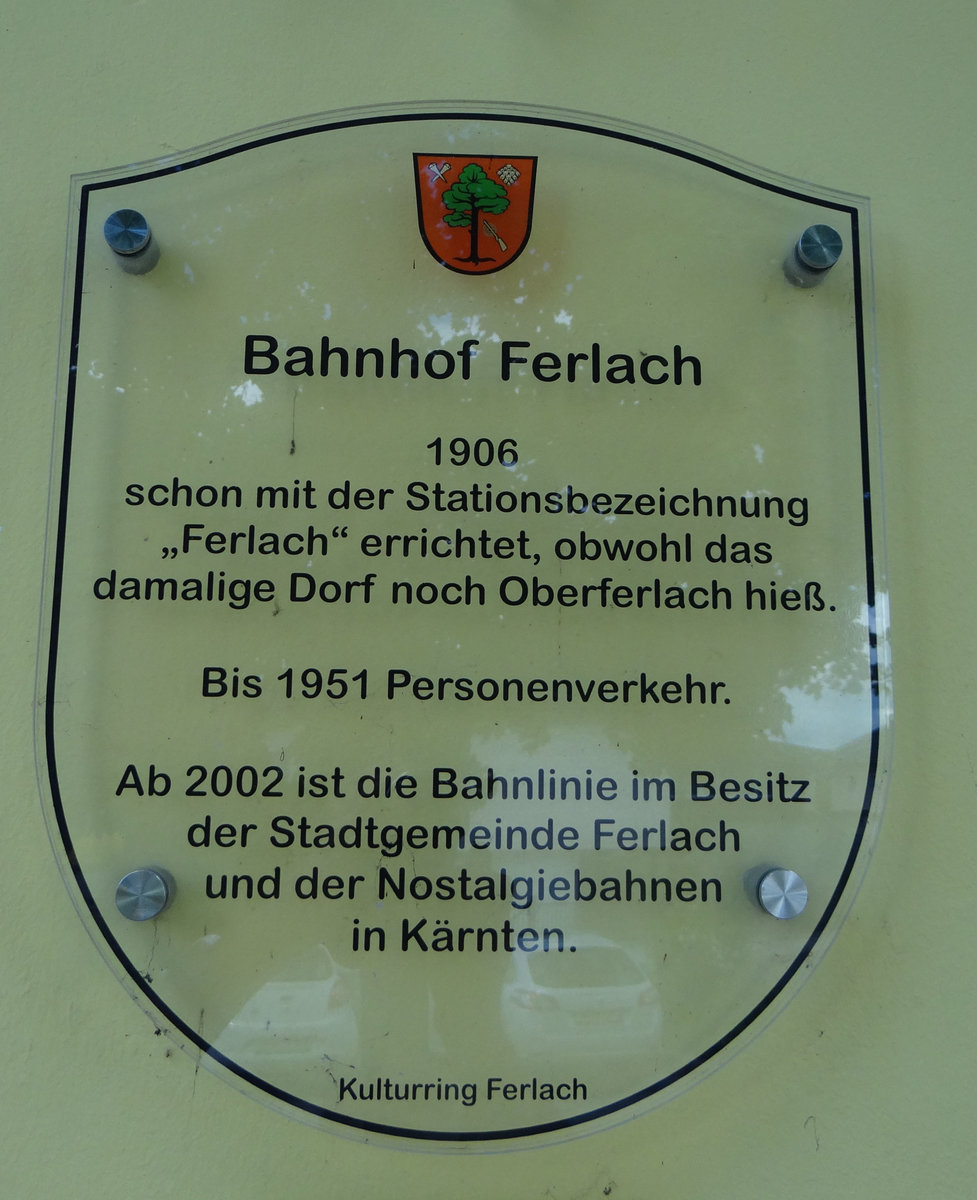 Bahnhof Ferlach
1906
schon mit der Stationsbezeichnung
„Ferlach“ errichtet, obwohl das
damalige Dorf noch Oberferlach hieß.
Bis 1951 Personenverkehr.
Ab 2002 ist die Bahnlinie im Besitz
der Stadtgemeinde Ferlach
und der Nostalgiebahnen
in Kärnten.
Kulturring Ferlach